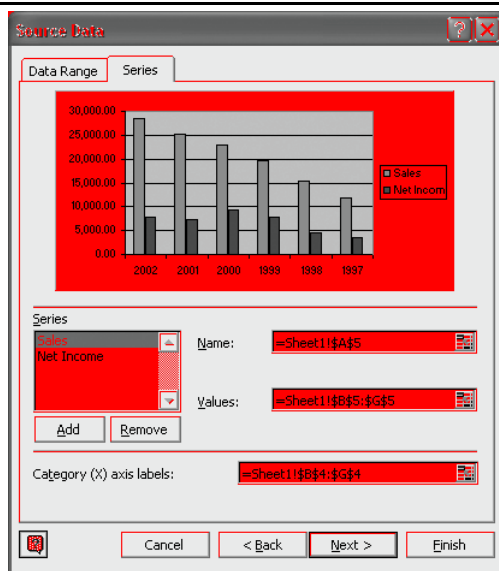 Source Data
Data Range Series
30,000.00
25,000.00
20,000.00
15,000.00
10,000.00
5,000.00
0.00
2002 2001 2000 1999 1998 1997
Sales
Net Incom
Series
Sales
Net Income
Name: =Sheet1!$A$5
Values: =Sheet1!$B$5:$G$5
Add Remove
Category (X) axis labels: =Sheet1!$B$4:$G$4
Cancel < Back Next > Finish